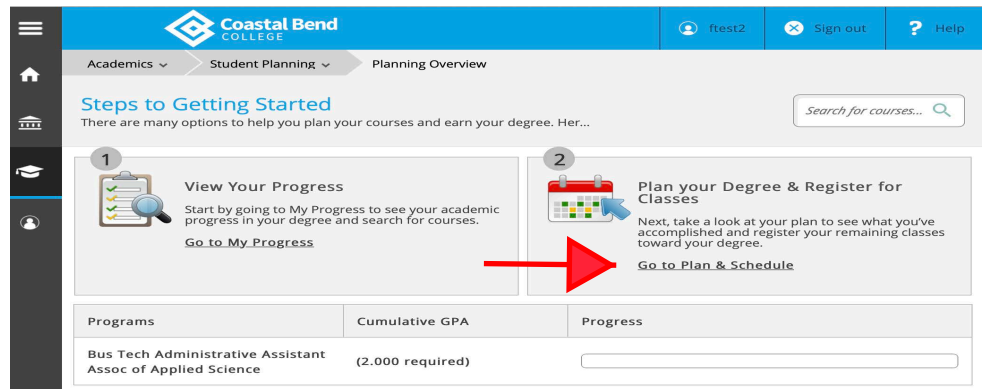 Coastal Bend
COLLEGE
ftest2
Sign out
? Help
Academics
Student Planning
Planning Overview
Steps to Getting Started
There are many options to help you plan your courses and earn your degree. Her...
Search for courses...
1
View Your Progress
Start by going to My Progress to see your academic
progress in your degree and search for courses.
Go to My Progress
2
Plan your Degree & Register for
Classes
Next, take a look at your plan to see what you've
accomplished and register your remaining classes
toward your degree.
Go to Plan & Schedule
Programs
Cumulative GPA
Progress
Bus Tech Administrative Assistant
Assoc of Applied Science
(2.000 required)